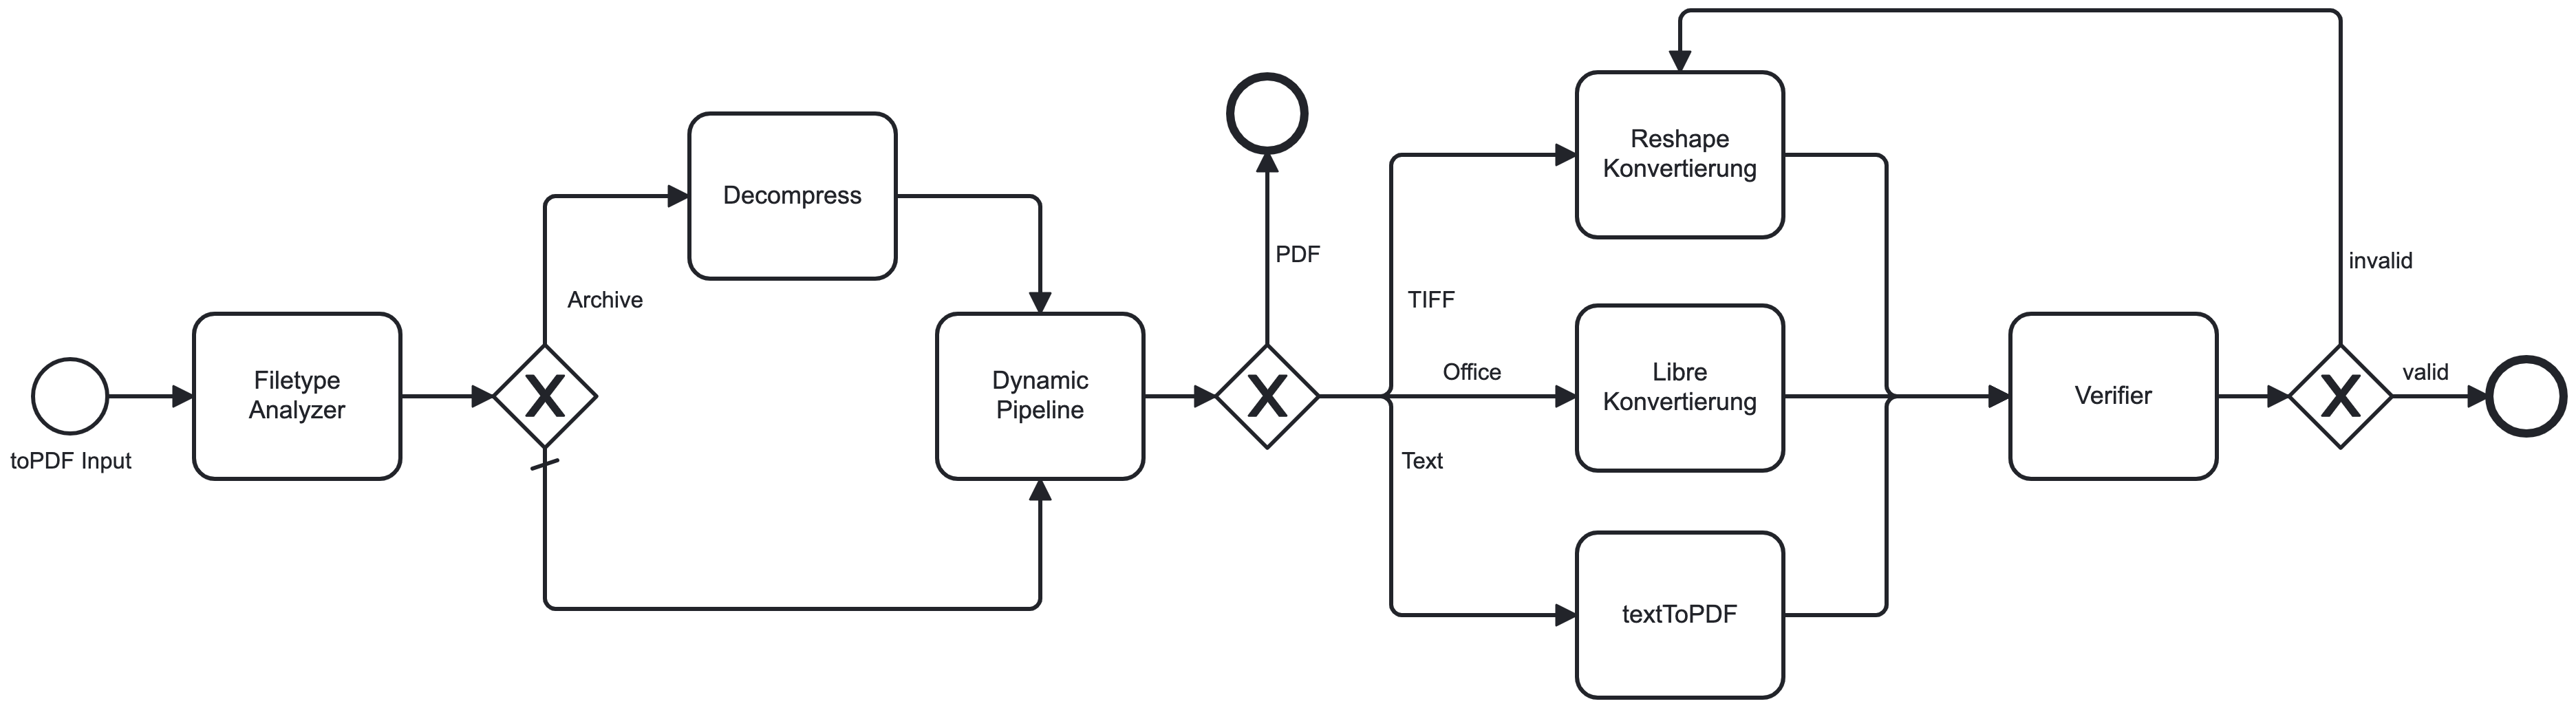 toPDF Input
Filetype
Analyzer
Archive
Decompress
Dynamic
Pipeline
PDF
TIFF
Office
Text
Reshape
Konvertierung
Libre
Konvertierung
textToPDF
Verifier
invalid
valid